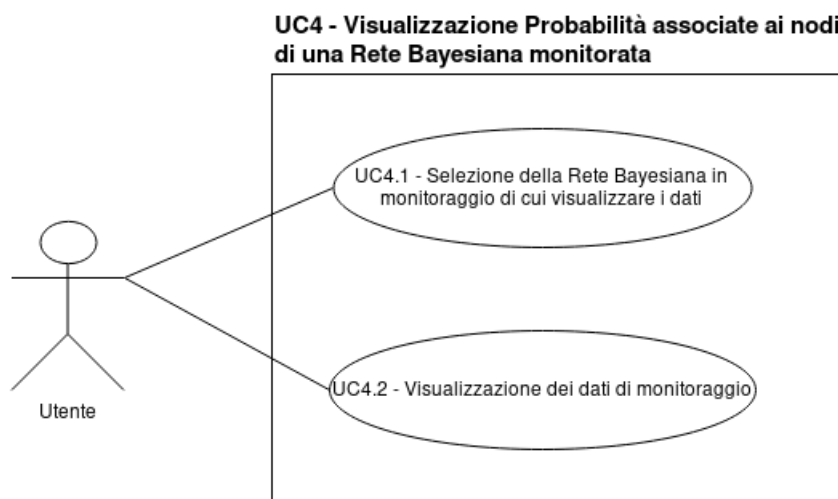 UC4 - Visualizzazione Probabilità associate ai nodi
di una Rete Bayesiana monitorata
UC4.1 - Selezione della Rete Bayesiana in
monitoraggio di cui visualizzare i dati
UC4.2 - Visualizzazione dei dati di monitoraggio
Utente